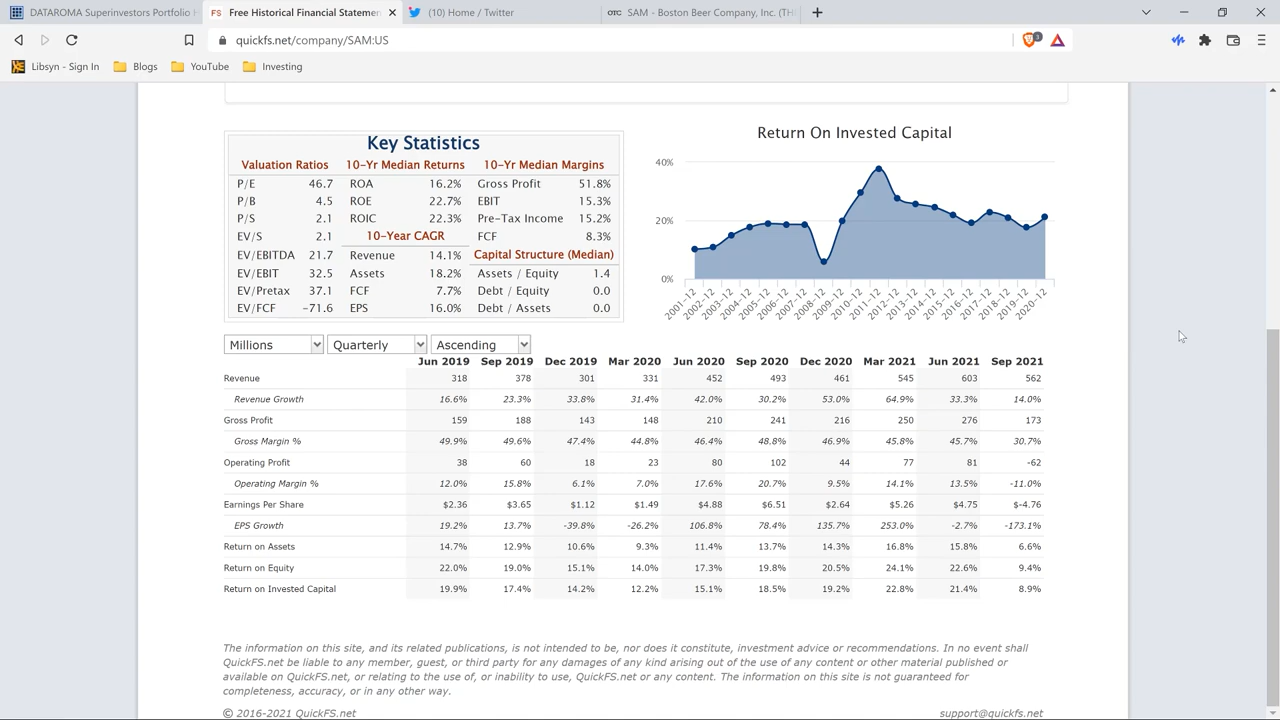 DATAROMA Superinvestors Portfolio H
FS Free Historical Financial Statemen
(10) Home / Twitter
OTC SAM - Boston Beer Company, Inc. (TH
quickfs.net/company/SAM:US
3
Libsyn - Sign In Blogs YouTube Investing
Key Statistics
Valuation Ratios 10-Yr Median Returns 10-Yr Median Margins
P/E 46.7 ROA 16.2% Gross Profit 51.8%
P/B 4.5 ROE 22.7% EBIT 15.3%
P/S 2.1 ROIC 22.3% Pre-Tax Income 15.2%
EV/S 2.1 10-Year CAGR FCF 8.3%
EV/EBITDA 21.7 Revenue 14.1% Capital Structure (Median)
EV/EBIT 32.5 Assets 18.2% Assets / Equity 1.4
EV/Pretax 37.1 FCF 7.7% Debt / Equity 0.0
EV/FCF -71.6 EPS 16.0% Debt / Assets 0.0
Return On Invested Capital
40%
20%
0%
2001-12 2002-12 2003-12 2004-12 2005-12 2006-12 2007-12 2008-12 2009-12 2010-12 2011-12 2012-12 2013-12 2014-12 2015-12 2016-12 2017-12 2018-12 2019-12 2020-12
Millions Quarterly Ascending
Jun 2019 Sep 2019 Dec 2019 Mar 2020 Jun 2020 Sep 2020 Dec 2020 Mar 2021 Jun 2021 Sep 2021
Revenue 318 378 301 331 452 493 461 545 603 562
Revenue Growth 16.6% 23.3% 33.8% 31.4% 42.0% 30.2% 53.0% 64.9% 33.3% 14.0%
Gross Profit 159 188 143 148 210 241 216 250 276 173
Gross Margin % 49.9% 49.6% 47.4% 44.8% 46.4% 48.8% 46.9% 45.8% 45.7% 30.7%
Operating Profit 38 60 18 23 80 102 44 77 81 -62
Operating Margin % 12.0% 15.8% 6.1% 7.0% 17.6% 20.7% 9.5% 14.1% 13.5% -11.0%
Earnings Per Share $2.36 $3.65 $1.12 $1.49 $4.88 $6.51 $2.64 $5.26 $4.75 $-4.76
EPS Growth 19.2% 13.7% -39.8% -26.2% 106.8% 78.4% 135.7% 253.0% -2.7% -173.1%
Return on Assets 14.7% 12.9% 10.6% 9.3% 11.4% 13.7% 14.3% 16.8% 15.8% 6.6%
Return on Equity 22.0% 19.0% 15.1% 14.0% 17.3% 19.8% 20.5% 24.1% 22.6% 9.4%
Return on Invested Capital 19.9% 17.4% 14.2% 12.2% 15.1% 18.5% 19.2% 22.8% 21.4% 8.9%
The information on this site, and its related publications, is not intended to be, nor does it constitute, investment advice or recommendations. In no event shall
QuickFS.net be liable to any member, guest, or third party for any damages of any kind arising out of the use of any content or other material published or
available on QuickFS.net, or relating to the use of, or inability to use, QuickFS.net or any content. The information on this site is not guaranteed for
completeness, accuracy, or in any other way.
© 2016-2021 QuickFS.net support@quickfs.net